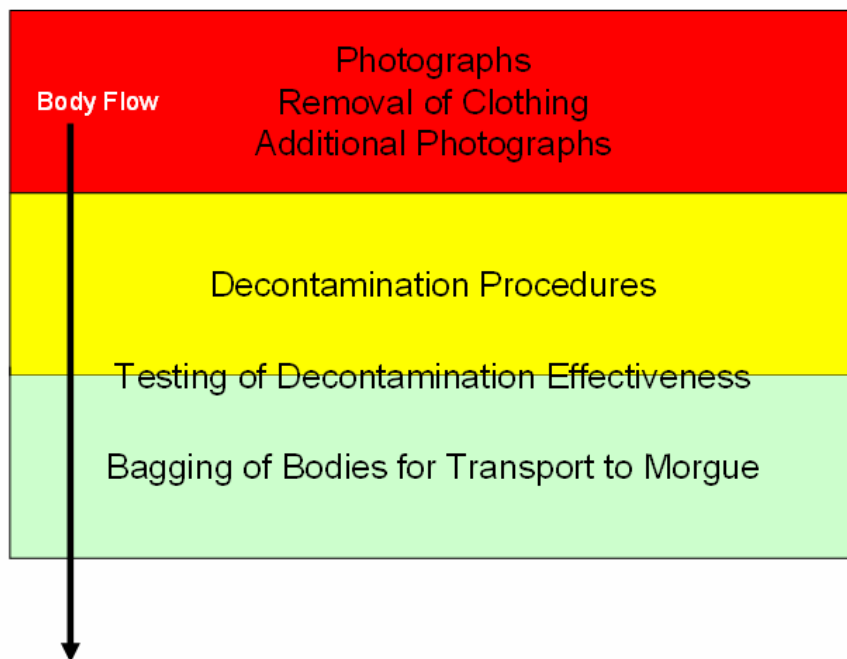 Photographs
Body Flow
Removal of Clothing
Additional Photographs
Decontamination Procedures
Testing of Decontamination Effectiveness
Bagging of Bodies for Transport to Morgue